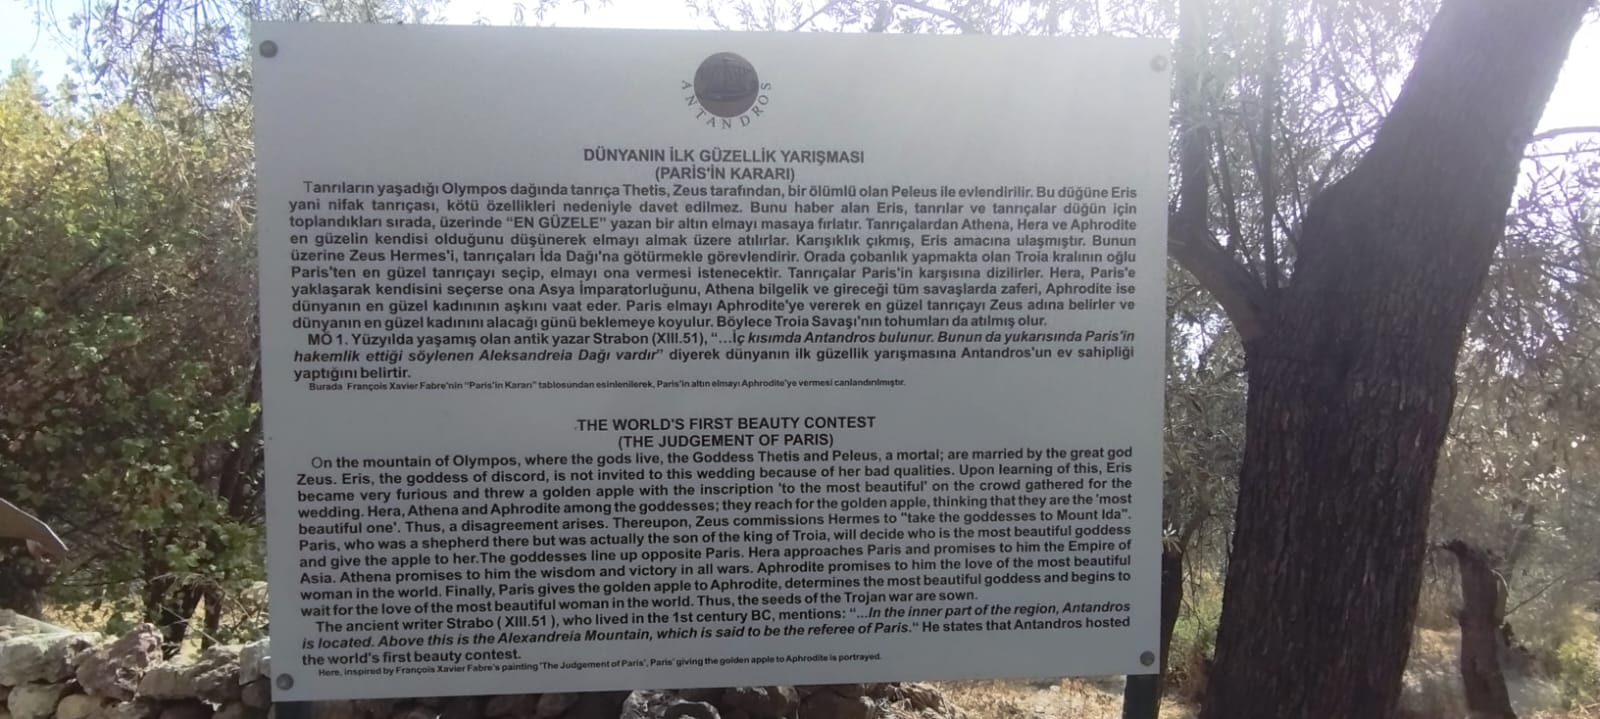 ANTANDROS
DÜNYANIN İLK GÜZELLİK YARIŞMASI
(PARİS'İN KARARI)
Tanrıların yaşadığı Olympos dağında tanrıça Thetis, Zeus tarafından, bir ölümlü olan Peleus ile evlendirilir. Bu düğüne Eris
yani nifak tanrıçası, kötü özellikleri nedeniyle davet edilmez. Bunu haber alan Eris, tanrılar ve tanrıçalar düğün için
toplandıkları sırada, üzerinde “EN GÜZELE” yazan bir altın elmayı masaya fırlatır. Tanrıçalardan Athena, Hera ve Aphrodite
en güzelin kendisi olduğunu düşünerek elmayı almak üzere atılırlar. Karışıklık çıkmış, Eris amacına ulaşmıştır. Bunun
üzerine Zeus Hermes'i, tanrıçaları İda Dağı'na götürmekle görevlendirir. Orada çobanlık yapmakta olan Troia kralının oğlu
Paris'ten en güzel tanrıçayı seçip, elmayı ona vermesi istenecektir. Tanrıçalar Paris'in karşısına dizilirler. Hera, Paris'e
yaklaşarak kendisini seçerse ona Asya İmparatorluğunu, Athena bilgelik ve gireceği tüm savaşlarda zaferi, Aphrodite ise
dünyanın en güzel kadınının aşkını vaat eder. Paris elmayı Aphrodite'ye vererek en güzel tanrıçayı Zeus adına belirler ve
dünyanın en güzel kadınını alacağı günü beklemeye koyulur. Böylece Troia Savaşı'nın tohumları da atılmış olur.
MÖ 1. Yüzyılda yaşamış olan antik yazar Strabon (XIII.51), “...İç kısımda Antandros bulunur. Bunun da yukarısında Paris'in
hakemlik ettiği söylenen Aleksandreia Dağı vardır” diyerek dünyanın ilk güzellik yarışmasına Antandros'un ev sahipliği
yaptığını belirtir.
Burada François Xavier Fabre'nin “Paris'in Kararı” tablosundan esinlenilerek, Paris'in altın elmayı Aphrodite'ye vermesi canlandırılmıştır.
THE WORLD'S FIRST BEAUTY CONTEST
(THE JUDGEMENT OF PARIS)
On the mountain of Olympos, where the gods live, the Goddess Thetis and Peleus, a mortal; are married by the great god
Zeus. Eris, the goddess of discord, is not invited to this wedding because of her bad qualities. Upon learning of this, Eris
became very furious and threw a golden apple with the inscription 'to the most beautiful' on the crowd gathered for the
wedding. Hera, Athena and Aphrodite among the goddesses; they reach for the golden apple, thinking that they are the 'most
beautiful one'. Thus, a disagreement arises. Thereupon, Zeus commissions Hermes to "take the goddesses to Mount Ida".
Paris, who was a shepherd there but was actually the son of the king of Troia, will decide who is the most beautiful goddess
and give the apple to her.The goddesses line up opposite Paris. Hera approaches Paris and promises to him the Empire of
Asia. Athena promises to him the wisdom and victory in all wars. Aphrodite promises to him the love of the most beautiful
woman in the world. Finally, Paris gives the golden apple to Aphrodite, determines the most beautiful goddess and begins to
wait for the love of the most beautiful woman in the world. Thus, the seeds of the Trojan war are sown.
The ancient writer Strabo ( XIII.51 ), who lived in the 1st century BC, mentions: “...In the inner part of the region, Antandros
is located. Above this is the Alexandreia Mountain, which is said to be the referee of Paris.“ He states that Antandros hosted
the world's first beauty contest.
Here, inspired by François Xavier Fabre's painting 'The Judgement of Paris', Paris' giving the golden apple to Aphrodite is portrayed.